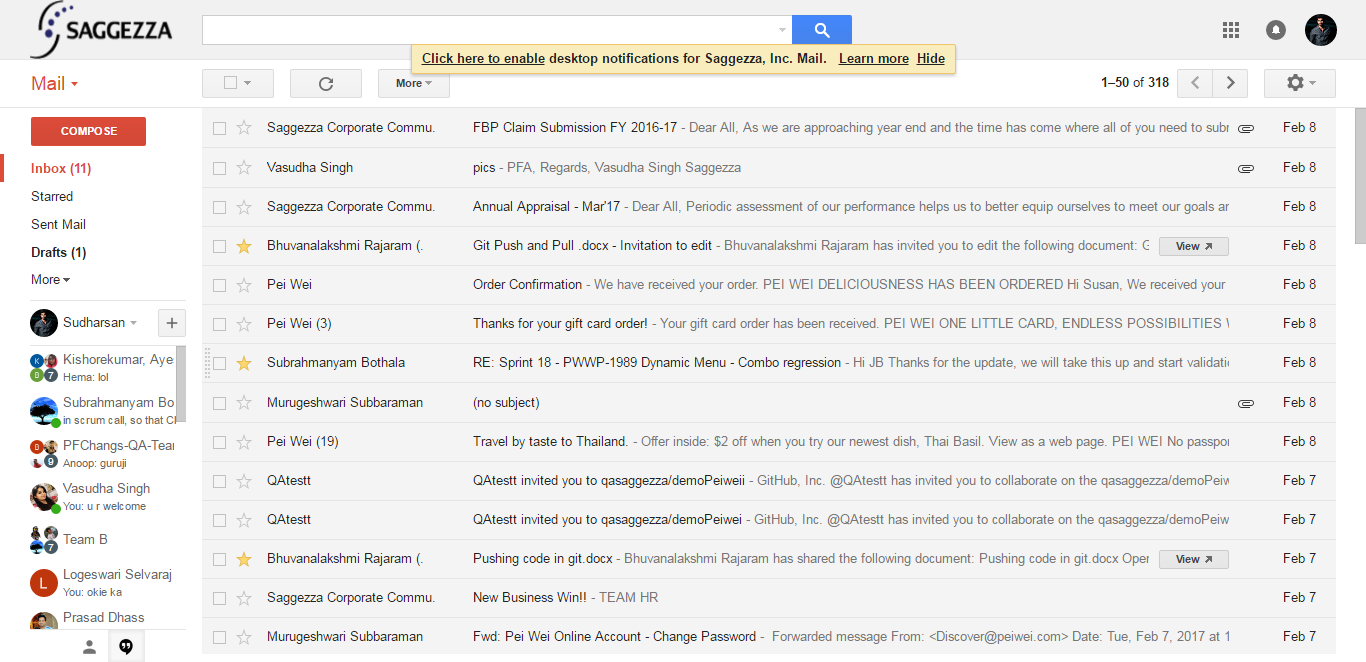 SAGGEZZA
Click here to enable desktop notifications for Saggezza, Inc. Mail. Learn more Hide
Mail
More
1–50 of 318
COMPOSE
Inbox (11)
Starred
Sent Mail
Drafts (1)
More
Sudharsan
Kishorekumar, Aye
Hema: lol
7
Subrahmanyam Bo
in scrum call, so that C
PFChangs-QA-Tear
Anoop: guruji
9
Vasudha Singh
You: u r welcome
Team B
7
Logeswari Selvaraj
You: okie ka
L
Prasad Dhass
Saggezza Corporate Commu. FBP Claim Submission FY 2016-17 - Dear All, As we are approaching year end and the time has come where all of you need to subr Feb 8
Vasudha Singh pics - PFA, Regards, Vasudha Singh Saggezza Feb 8
Saggezza Corporate Commu. Annual Appraisal - Mar'17 - Dear All, Periodic assessment of our performance helps us to better equip ourselves to meet our goals ar Feb 8
Bhuvanalakshmi Rajaram (. Git Push and Pull .docx - Invitation to edit - Bhuvanalakshmi Rajaram has invited you to edit the following document: G View Feb 8
Pei Wei Order Confirmation - We have received your order. PEI WEI DELICIOUSNESS HAS BEEN ORDERED Hi Susan, We received your Feb 8
Pei Wei (3) Thanks for your gift card order! - Your gift card order has been received. PEI WEI ONE LITTLE CARD, ENDLESS POSSIBILITIES Feb 8
Subrahmanyam Bothala RE: Sprint 18 - PWWP-1989 Dynamic Menu - Combo regression - Hi JB Thanks for the update, we will take this up and start validatio Feb 8
Murugeshwari Subbaraman (no subject) Feb 8
Pei Wei (19) Travel by taste to Thailand. - Offer inside: $2 off when you try our newest dish, Thai Basil. View as a web page. PEI WEI No passpor Feb 8
QAtestt QAtestt invited you to qasaggezza/demoPeiweii - GitHub, Inc. @QAtestt has invited you to collaborate on the qasaggezza/demoPeiw Feb 7
QAtestt QAtestt invited you to qasaggezza/demoPeiwei - GitHub, Inc. @QAtestt has invited you to collaborate on the qasaggezza/demoPeiw Feb 7
Bhuvanalakshmi Rajaram (. Pushing code in git.docx - Bhuvanalakshmi Rajaram has shared the following document: Pushing code in git.docx Open View Feb 7
Saggezza Corporate Commu. New Business Win!! - TEAM HR Feb 7
Murugeshwari Subbaraman Fwd: Pei Wei Online Account - Change Password - Forwarded message From: <Discover@peiwei.com> Date: Tue, Feb 7, 2017 at 1 Feb 7